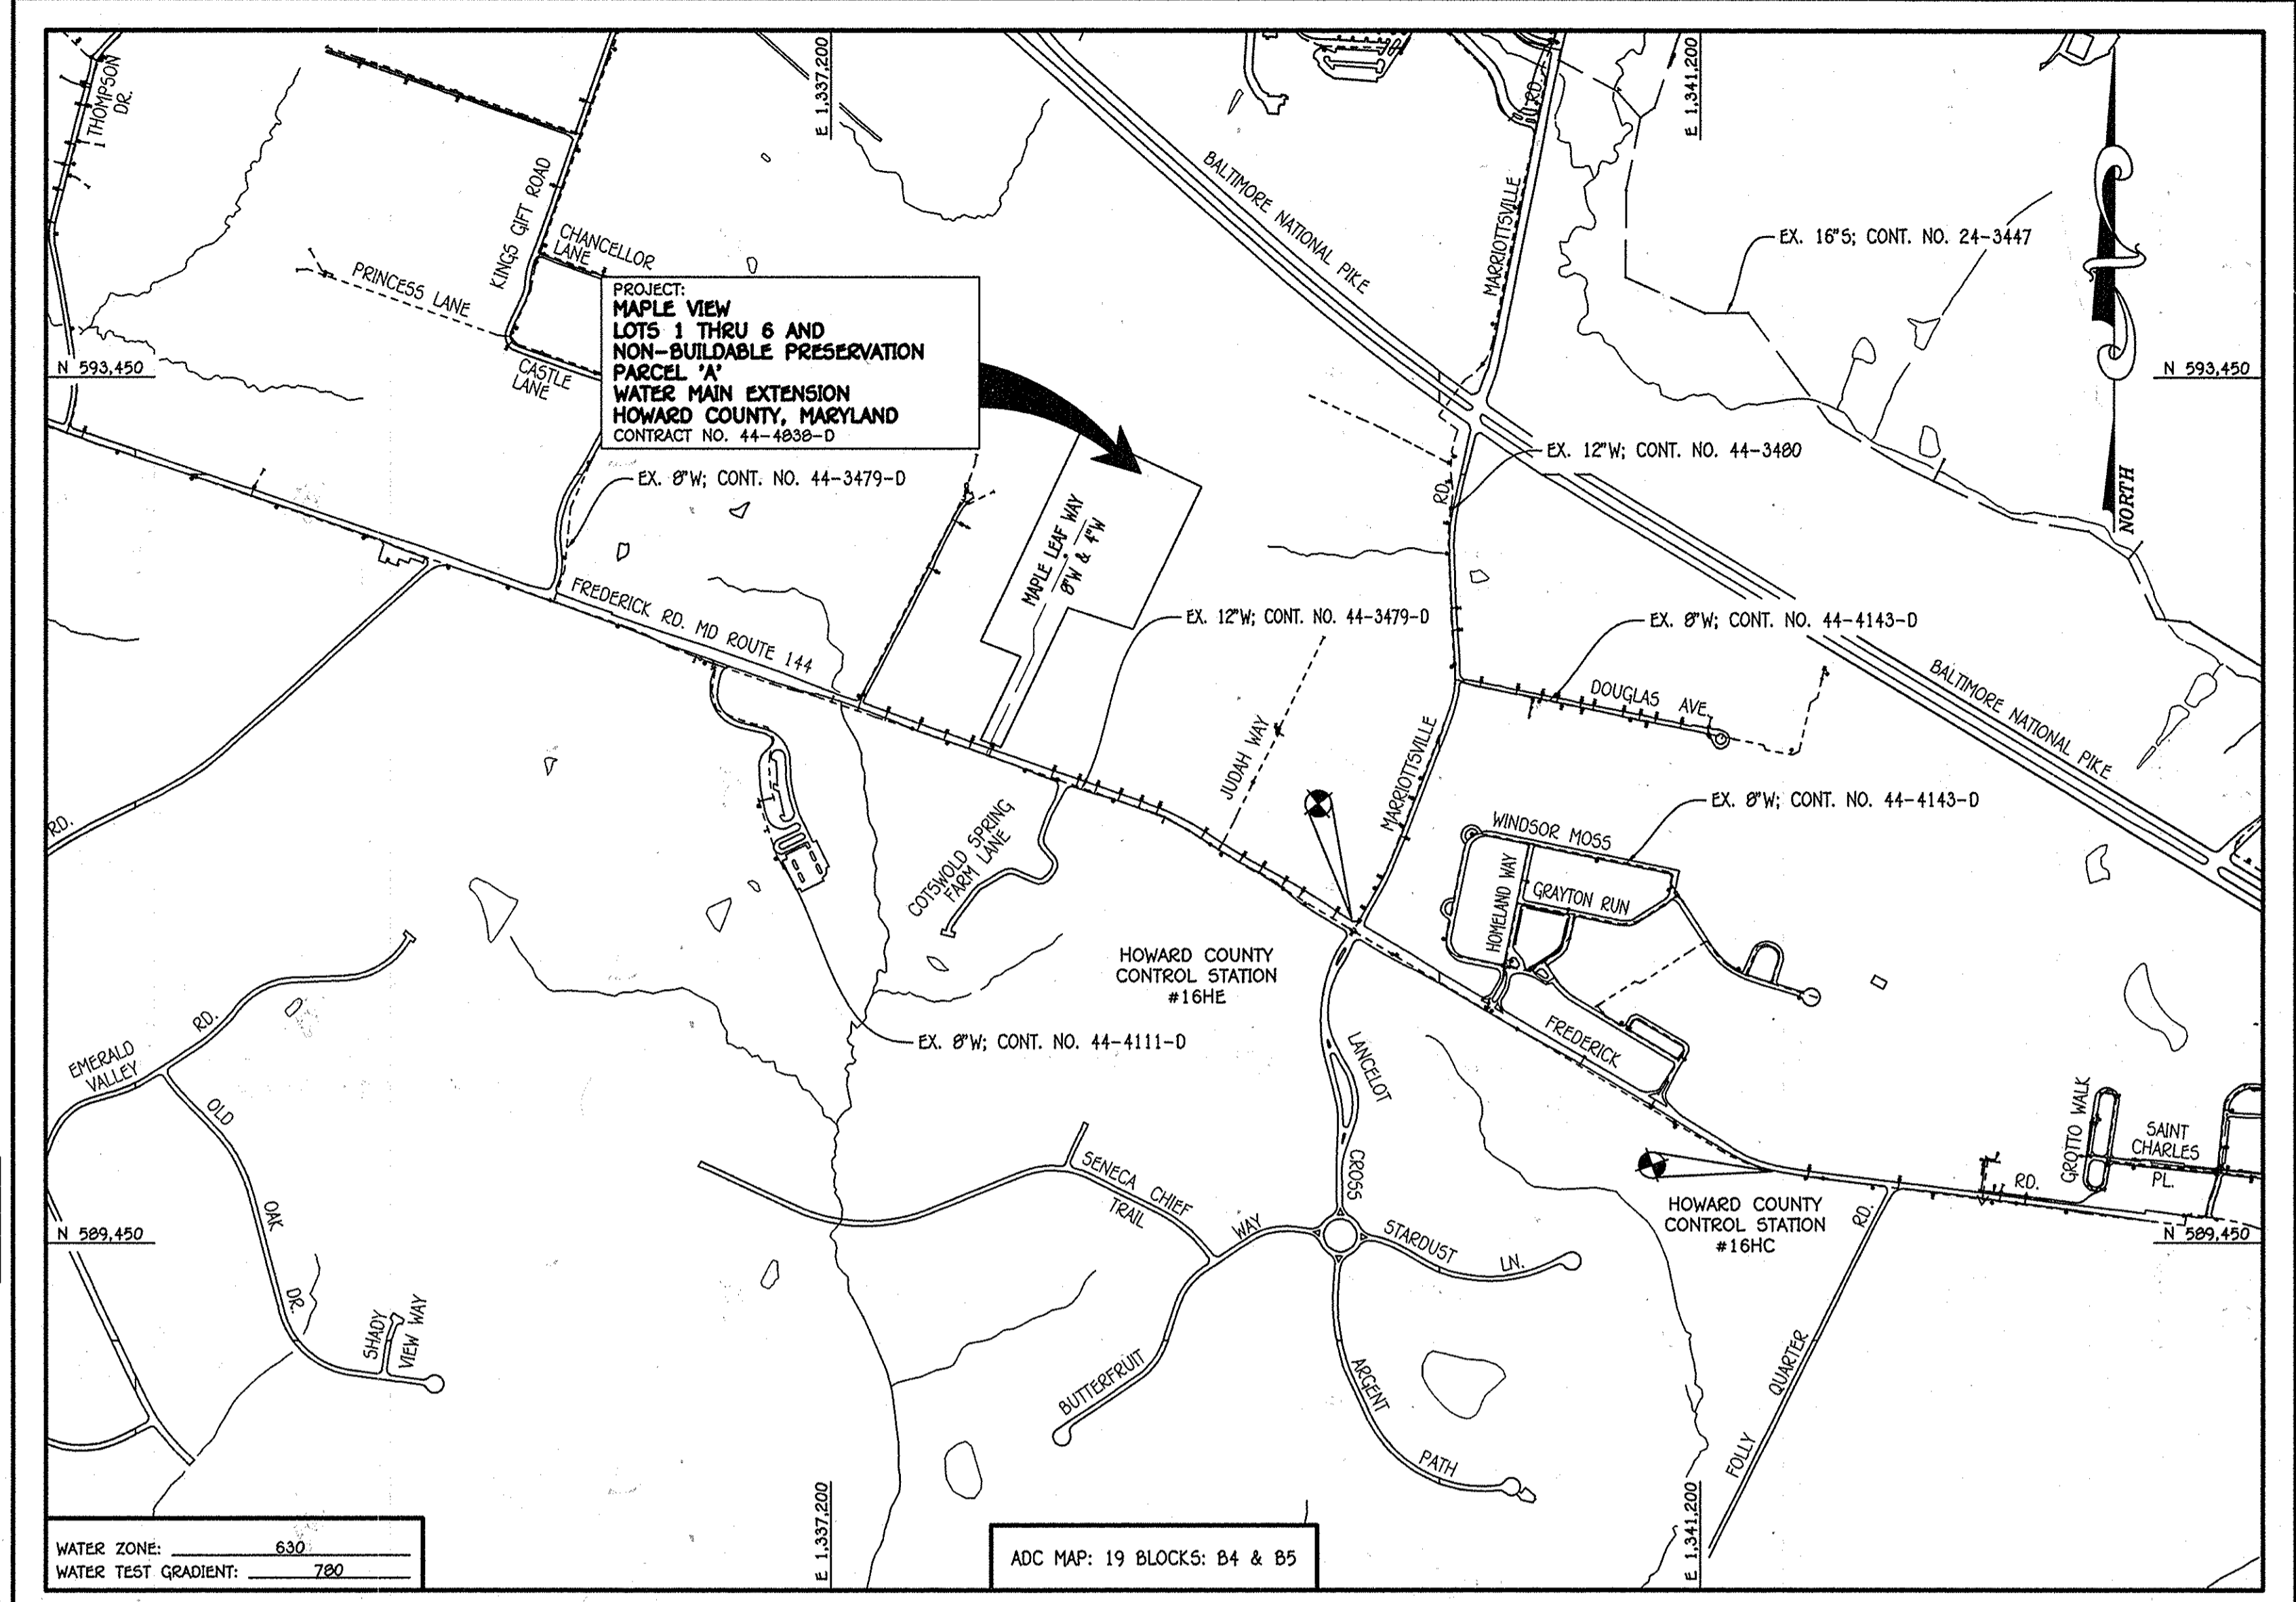 THOMPSON
DR.
E 1,337,200
RD.
E 1,341,200
BALTIMORE NATIONAL PIKE
MARRIOTTSVILLE
EX. 16"S; CONT. NO. 24-3447
KINGS GIFT ROAD
CHANCELLOR
LANE
PRINCESS LANE
CASTLE
LANE
PROJECT:
MAPLE VIEW
LOTS 1 THRU 6 AND
NON-BUILDABLE PRESERVATION
PARCEL 'A'
WATER MAIN EXTENSION
HOWARD COUNTY, MARYLAND
CONTRACT NO. 44-4838-D
N 593,450
N 593,450
NORTH
EX. 12"W; CONT. NO. 44-3480
RD.
EX. 8"W; CONT. NO. 44-3479-D
MAPLE LEAF WAY
8"W & 4"W
FREDERICK RD. MD ROUTE 144
EX. 12"W; CONT. NO. 44-3479-D
EX. 8"W; CONT. NO. 44-4143-D
DOUGLAS AVE.
BALTIMORE NATIONAL PIKE
JUDAH WAY
MARRIOTTSVILLE
EX. 8"W; CONT. NO. 44-4143-D
WINDSOR MOSS
HOMELAND WAY
GRAYTON RUN
RD.
COTSWOLD SPRING
FARM LANE
HOWARD COUNTY
CONTROL STATION
#16HE
EX. 8"W; CONT. NO. 44-4111-D
FREDERICK
RD.
EMERALD
VALLEY
RD.
OLD
OAK
DR.
SHADY
VIEW WAY
LANCELOT
CROSS
SENECA CHIEF
TRAIL
WAY
STARDUST
LN.
BUTTERFRUIT
ARGENT
PATH
HOWARD COUNTY
CONTROL STATION
#16HC
GROTTO WALK
SAINT
CHARLES
PL.
RD.
QUARTER
FOLLY
N 589,450
N 589,450
E 1,337,200
E 1,341,200
WATER ZONE: 630
WATER TEST GRADIENT: 780
ADC MAP: 19 BLOCKS: B4 & B5